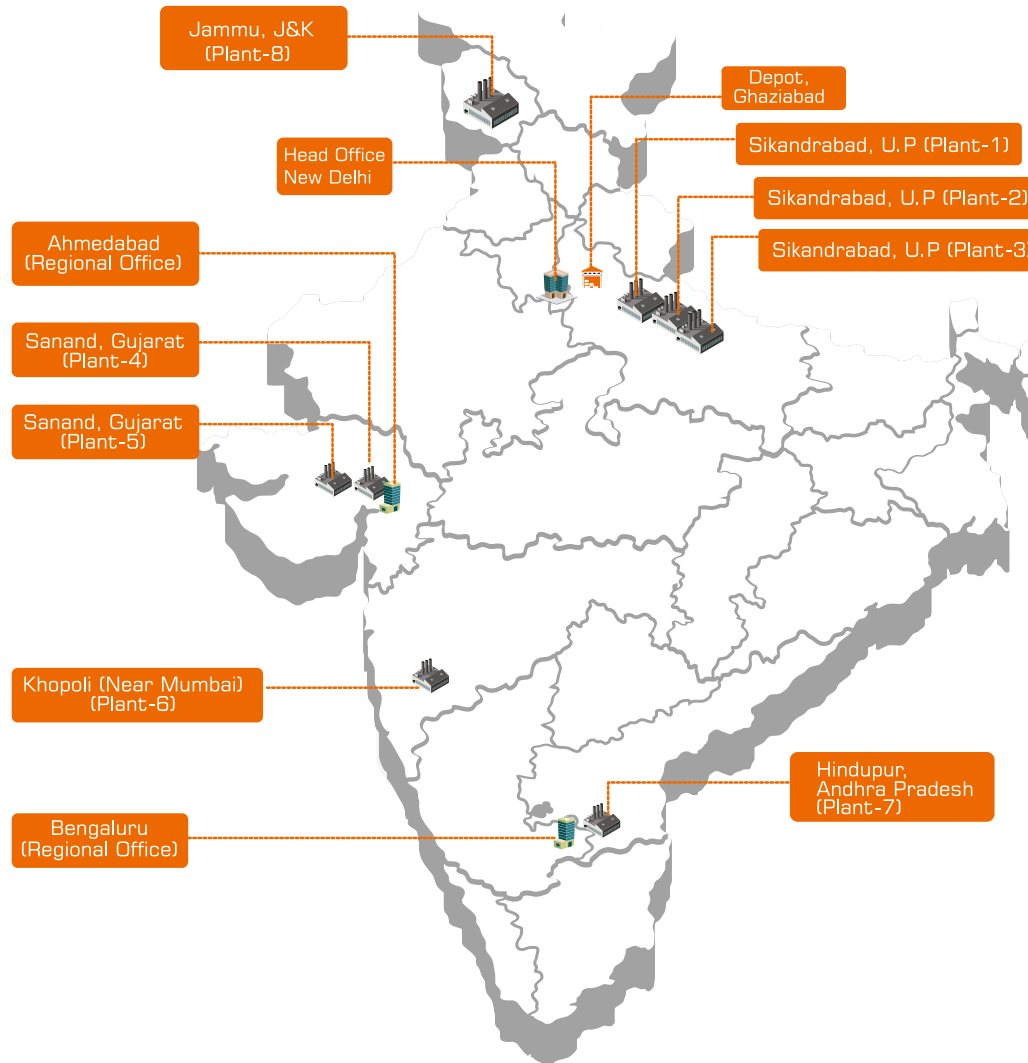 Jammu, J&K
(Plant-8)
Depot,
Ghaziabad
Sikandrabad, U.P (Plant-1)
Head Office
New Delhi
Sikandrabad, U.P (Plant-2)
Sikandrabad, U.P (Plant-3)
Ahmedabad
(Regional Office)
Sanand, Gujarat
(Plant-4)
Sanand, Gujarat
(Plant-5)
Khopoli (Near Mumbai)
(Plant-6)
Hindupur,
Andhra Pradesh
(Plant-7)
Bengaluru
(Regional Office)